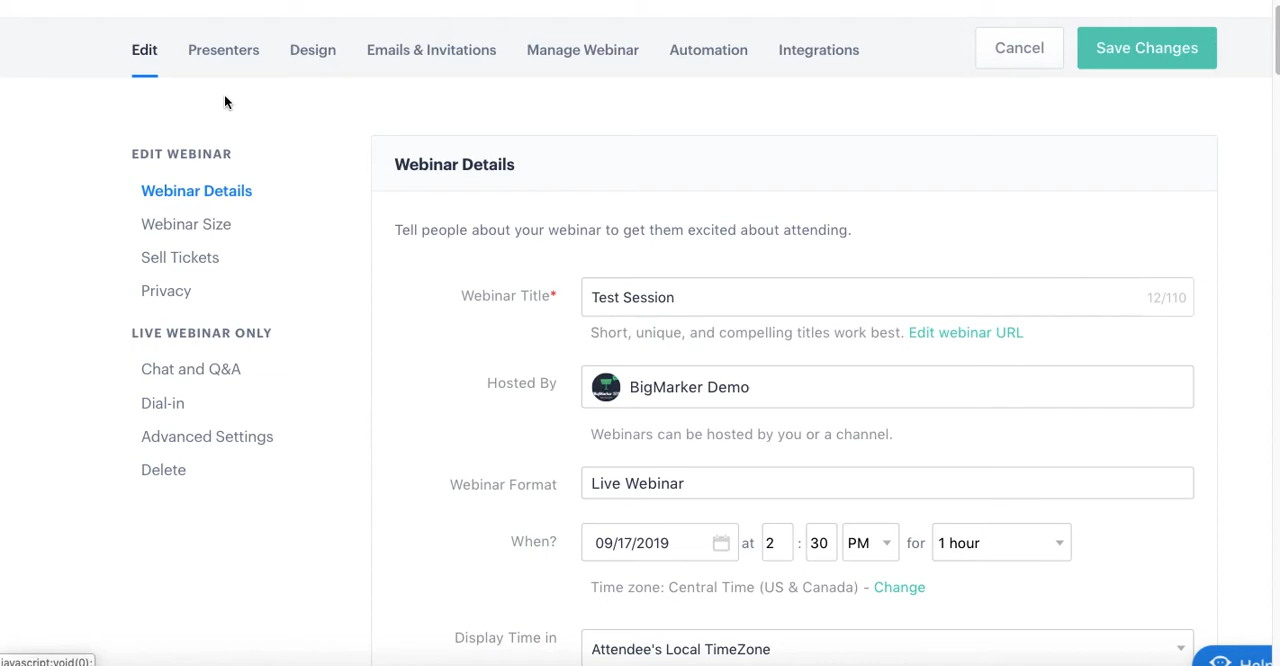 Edit Presenters Design Emails & Invitations Manage Webinar Automation Integrations Cancel Save Changes
EDIT WEBINAR
Webinar Details
Webinar Size
Sell Tickets
Privacy
LIVE WEBINAR ONLY
Chat and Q&A
Dial-in
Advanced Settings
Delete
Webinar Details
Tell people about your webinar to get them excited about attending.
Webinar Title* Test Session 12/110
Short, unique, and compelling titles work best. Edit webinar URL
Hosted By BigMarker Demo
Webinars can be hosted by you or a channel.
Webinar Format Live Webinar
When? 09/17/2019 at 2 : 30 PM for 1 hour
Time zone: Central Time (US & Canada) - Change
Display Time in Attendee's Local TimeZone
javascript:void(0);
Help